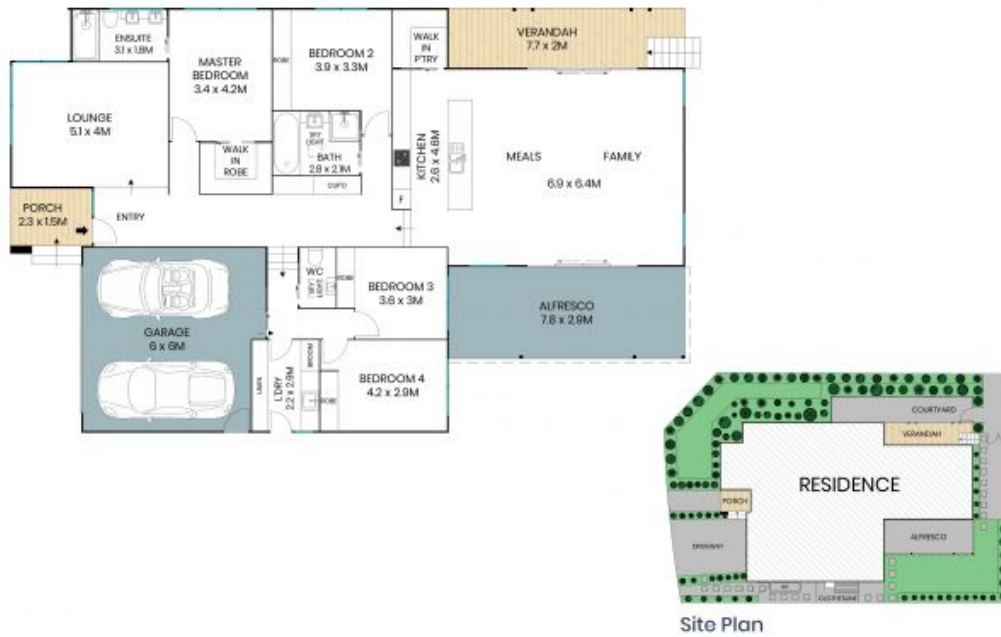 ENSUITE
3.1 x 1.8M
MASTER
BEDROOM
3.4 x 4.2M
ROBE
BEDROOM 2
3.9 x 3.3M
WALK
IN
P'TRY
VERANDAH
7.7 x 2M
LOUNGE
5.1 x 4M
WALK
IN
ROBE
SKY
LIGHT
BATH
2.8 x 2.1M
CUP'D
KITCHEN
2.6 x 4.8M
F
MEALS
FAMILY
6.9 x 6.4M
PORCH
2.3 x 1.5M
ENTRY
WC
SKY
LIGHT
ROBE
BEDROOM 3
3.6 x 3M
ALFRESCO
7.8 x 2.9M
GARAGE
6 x 6M
LINEN
L'DRY
2.2 x 2.9M
BROOM
ROBE
BEDROOM 4
4.2 x 2.9M
COURTYARD
VERANDAH
RESIDENCE
PORCH
DRIVEWAY
ALFRESCO
CLOTHESLINE
Site Plan